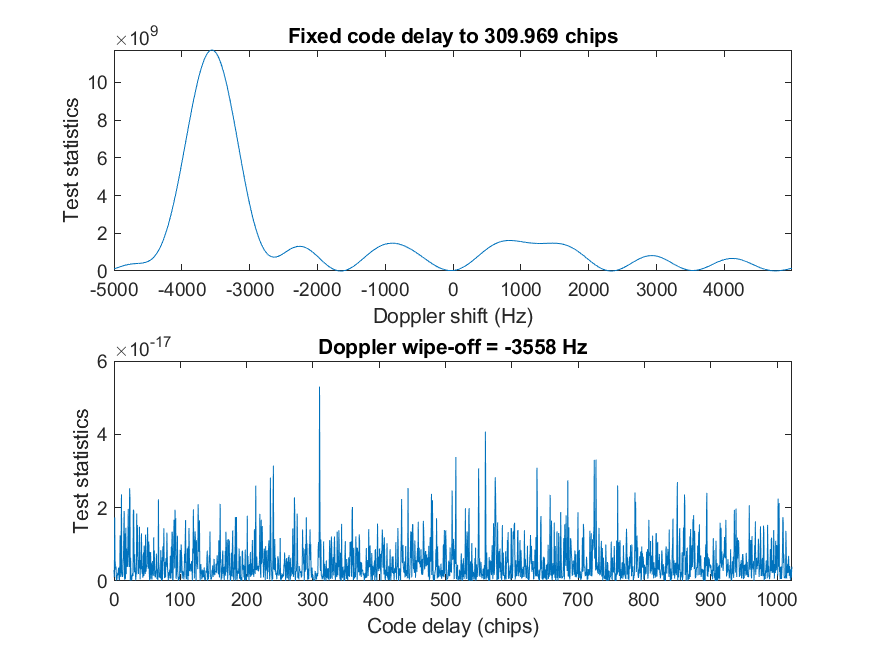 ×10^9
Fixed code delay to 309.969 chips
Test statistics
10
8
6
4
2
0
-5000 -4000 -3000 -2000 -1000 0 1000 2000 3000 4000
Doppler shift (Hz)
×10^-17
Doppler wipe-off = -3558 Hz
Test statistics
6
4
2
0
0 100 200 300 400 500 600 700 800 900 1000
Code delay (chips)